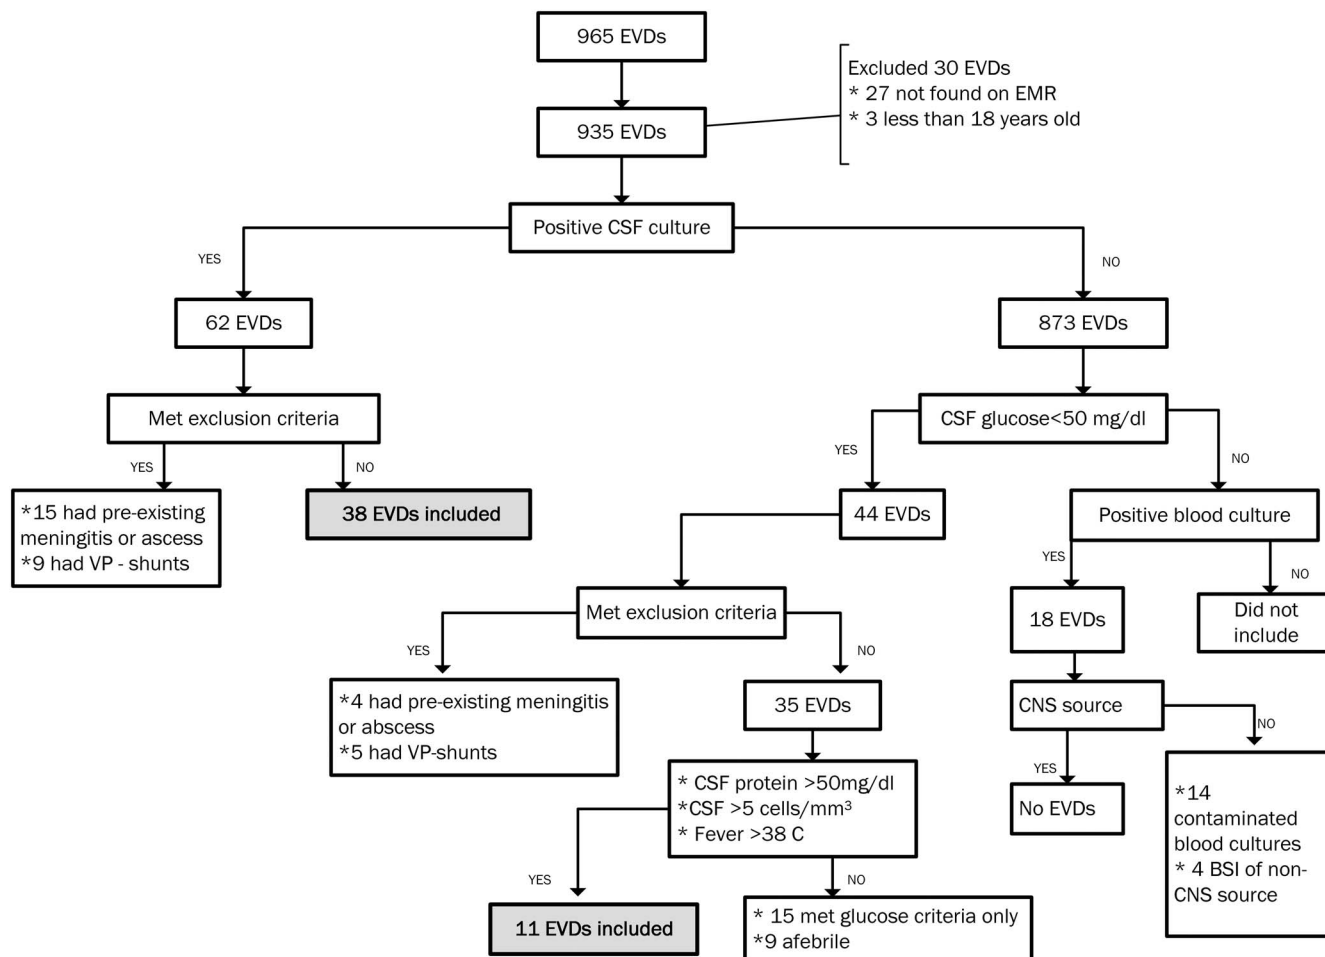 965 EVDs
Excluded 30 EVDs
* 27 not found on EMR
* 3 less than 18 years old
935 EVDs
Positive CSF culture
YES
NO
62 EVDs
873 EVDs
Met exclusion criteria
CSF glucose<50 mg/dl
YES
NO
YES
NO
*15 had pre-existing
meningitis or ascess
*9 had VP - shunts
38 EVDs included
44 EVDs
Positive blood culture
YES
NO
Met exclusion criteria
18 EVDs
Did not
include
YES
NO
*4 had pre-existing meningitis
or abscess
*5 had VP-shunts
35 EVDs
CNS source
NO
YES
* CSF protein >50mg/dl
*CSF >5 cells/mm³
* Fever >38 C
No EVDs
*14
contaminated
blood cultures
* 4 BSI of non-
CNS source
YES
NO
11 EVDs included
* 15 met glucose criteria only
*9 afebrile